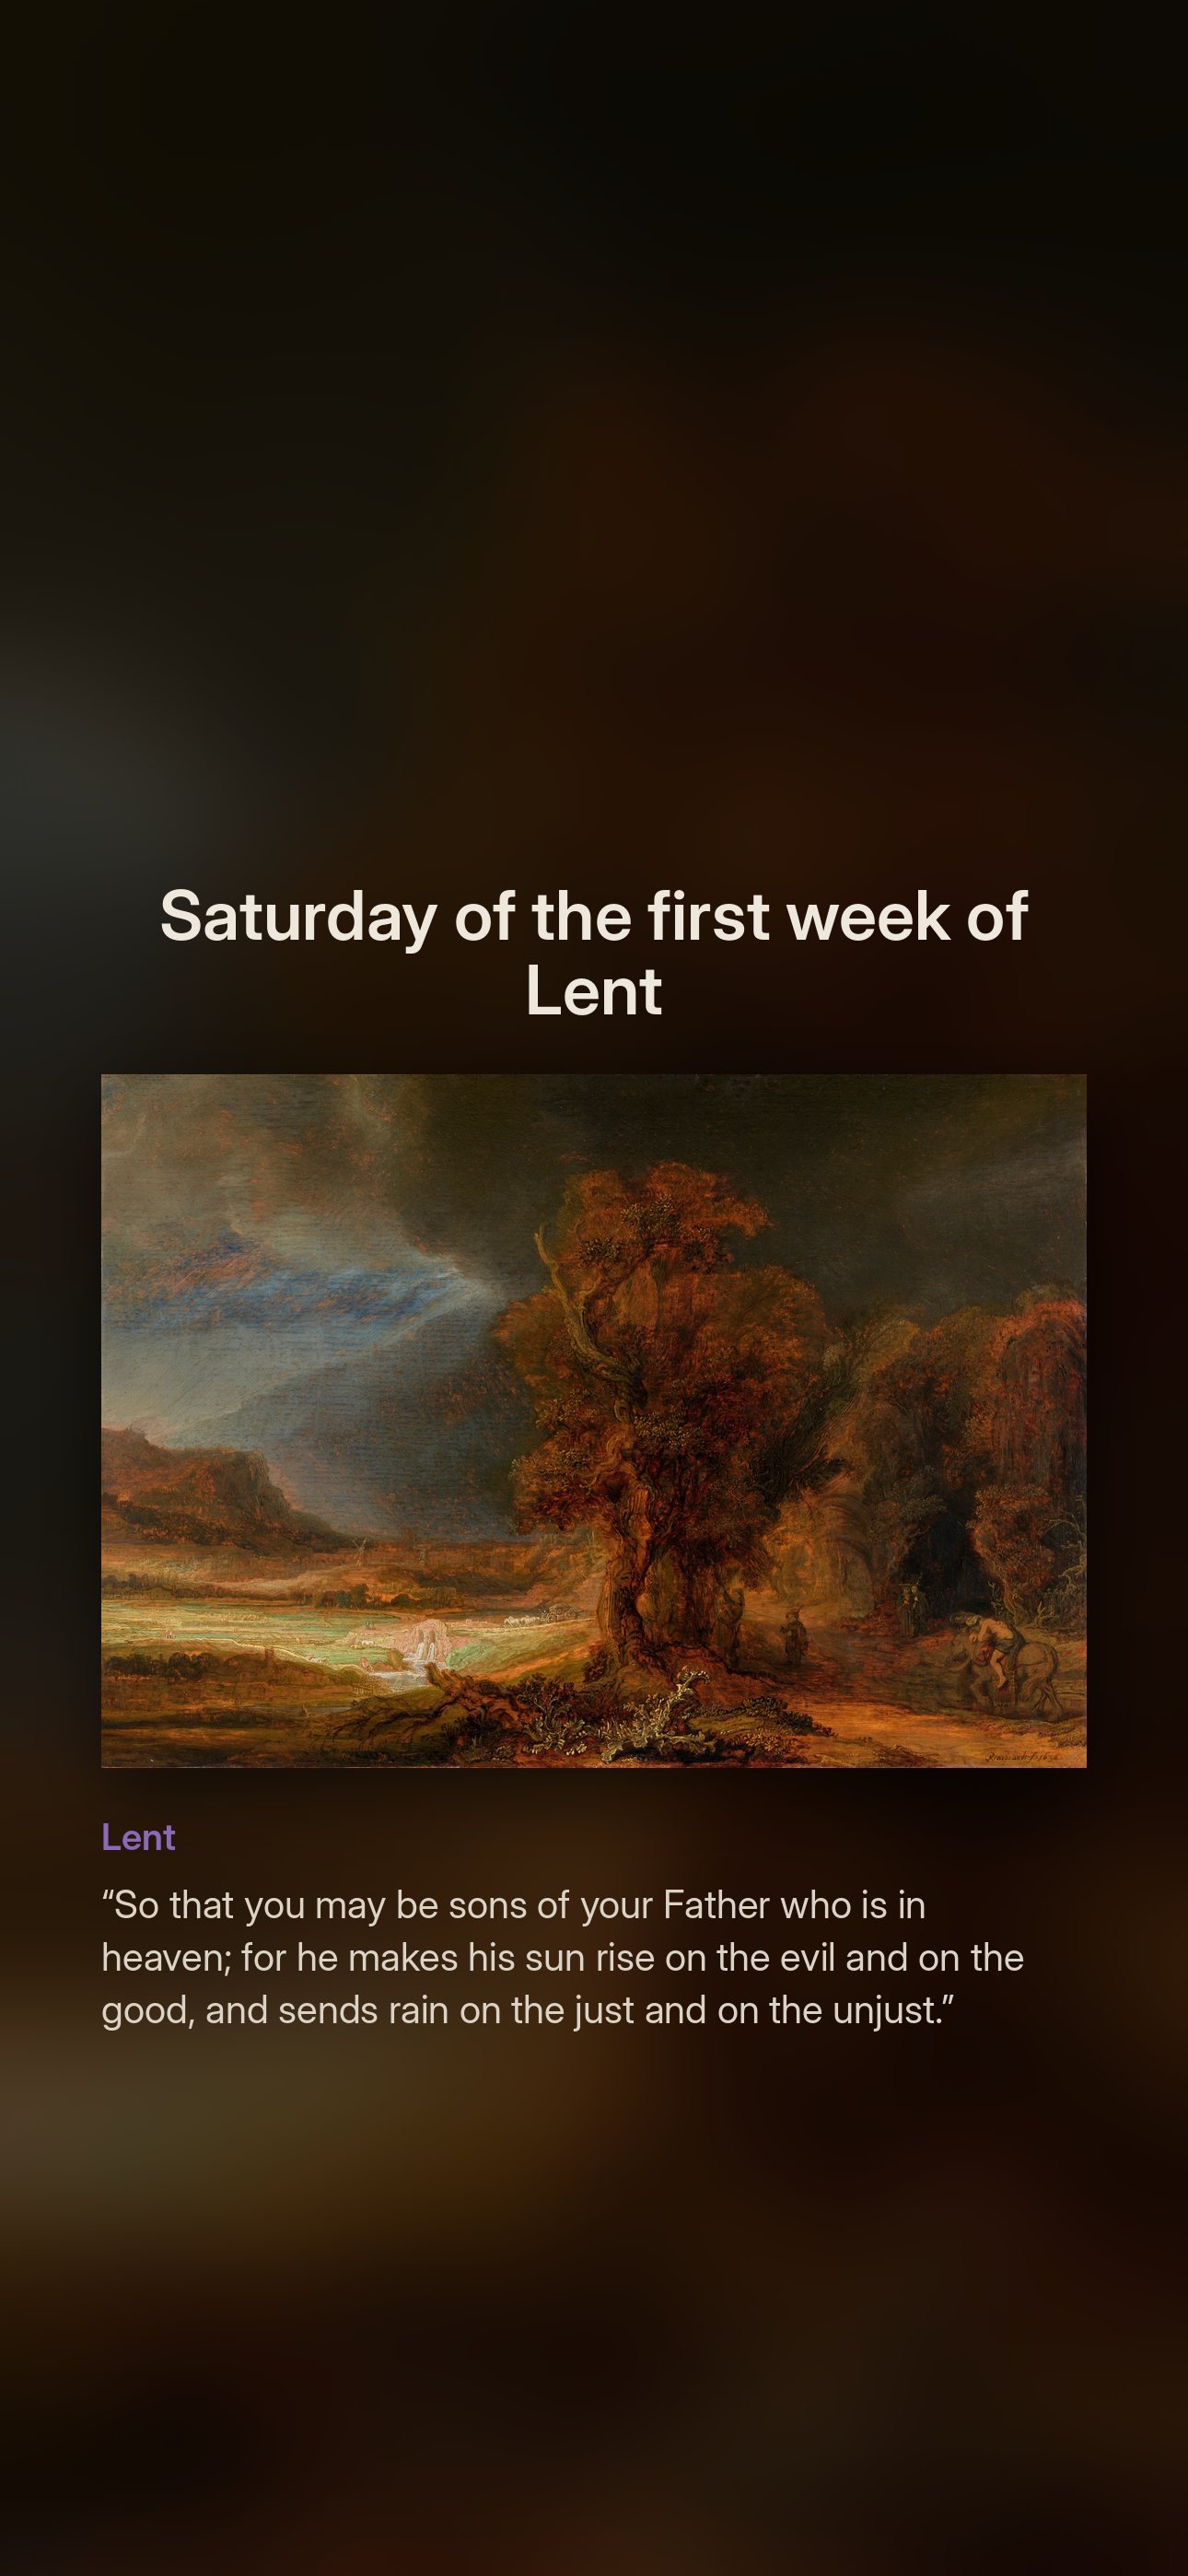 Saturday of the first week of
Lent
Lent
“So that you may be sons of your Father who is in
heaven; for he makes his sun rise on the evil and on the
good, and sends rain on the just and on the unjust.”